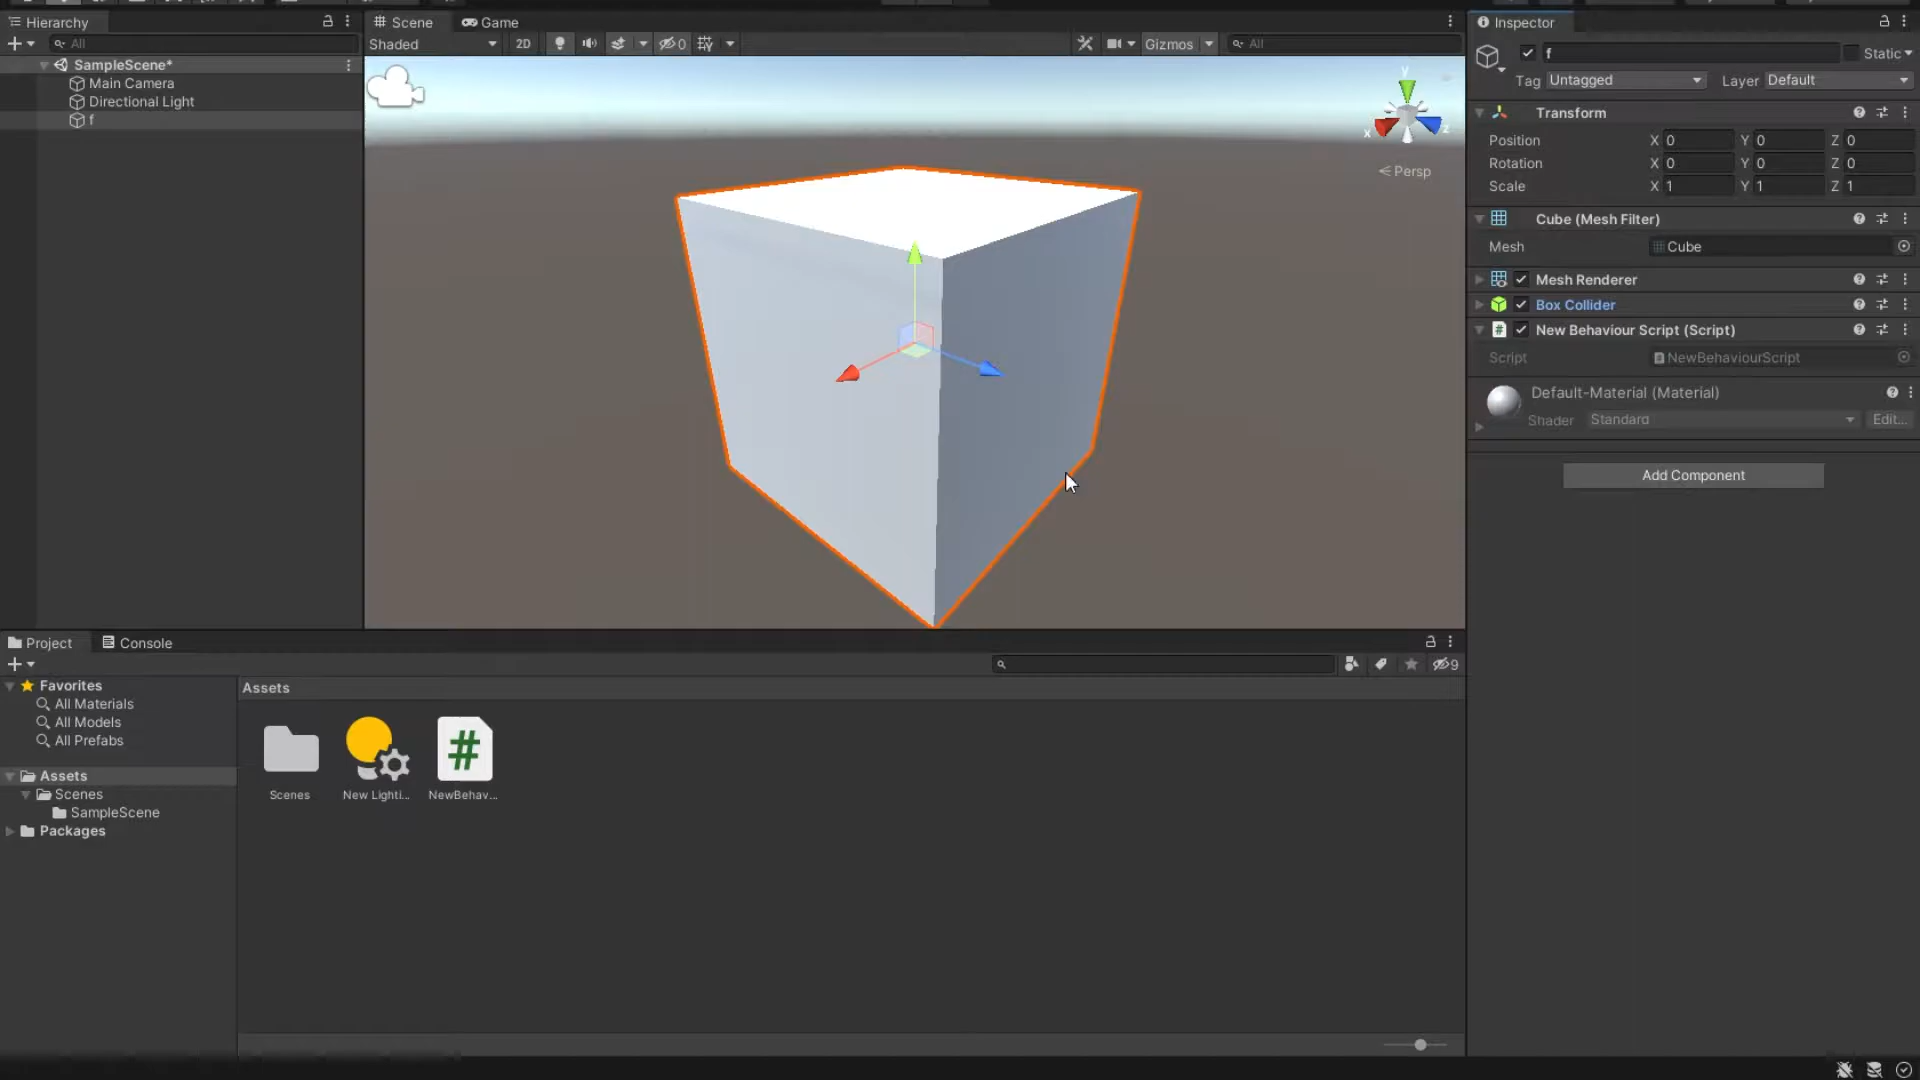 Hierarchy
All
SampleScene*
Main Camera
Directional Light
f
Scene
Game
Shaded
2D
0
Gizmos
All
y
x
z
Persp
Inspector
f
Static
Tag Untagged
Layer Default
Transform
Position X 0 Y 0 Z 0
Rotation X 0 Y 0 Z 0
Scale X 1 Y 1 Z 1
Cube (Mesh Filter)
Mesh Cube
Mesh Renderer
Box Collider
# New Behaviour Script (Script)
Script NewBehaviourScript
Default-Material (Material)
Shader Standard Edit...
Add Component
Project
Console
9
Favorites
All Materials
All Models
All Prefabs
Assets
Scenes
SampleScene
Packages
Assets
#
Scenes
New Lighti...
NewBehav...